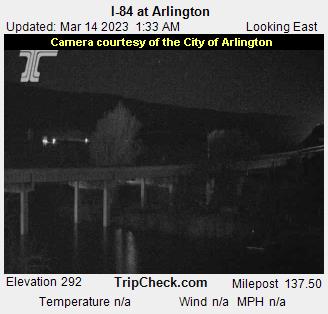 I-84 at Arlington
Updated: Mar 14 2023 1:33 AM Looking East
Camera courtesy of the City of Arlington
Elevation 292 TripCheck.com Milepost 137.50
Temperature n/a Wind n/a MPH n/a